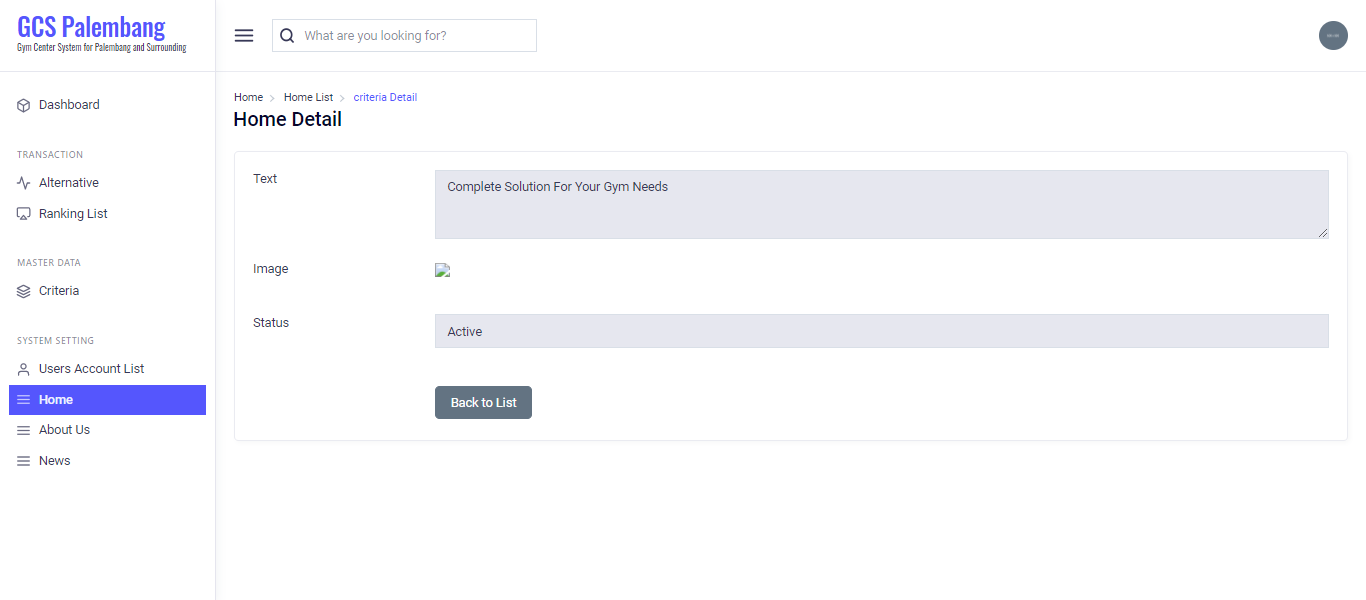 GCS Palembang
Gym Center System for Palembang and Surrounding
What are you looking for?
Dashboard
TRANSACTION
Alternative
Ranking List
MASTER DATA
Criteria
SYSTEM SETTING
Users Account List
Home
About Us
News
Home > Home List > criteria Detail
Home Detail
Text
Complete Solution For Your Gym Needs
Image
Status
Active
Back to List